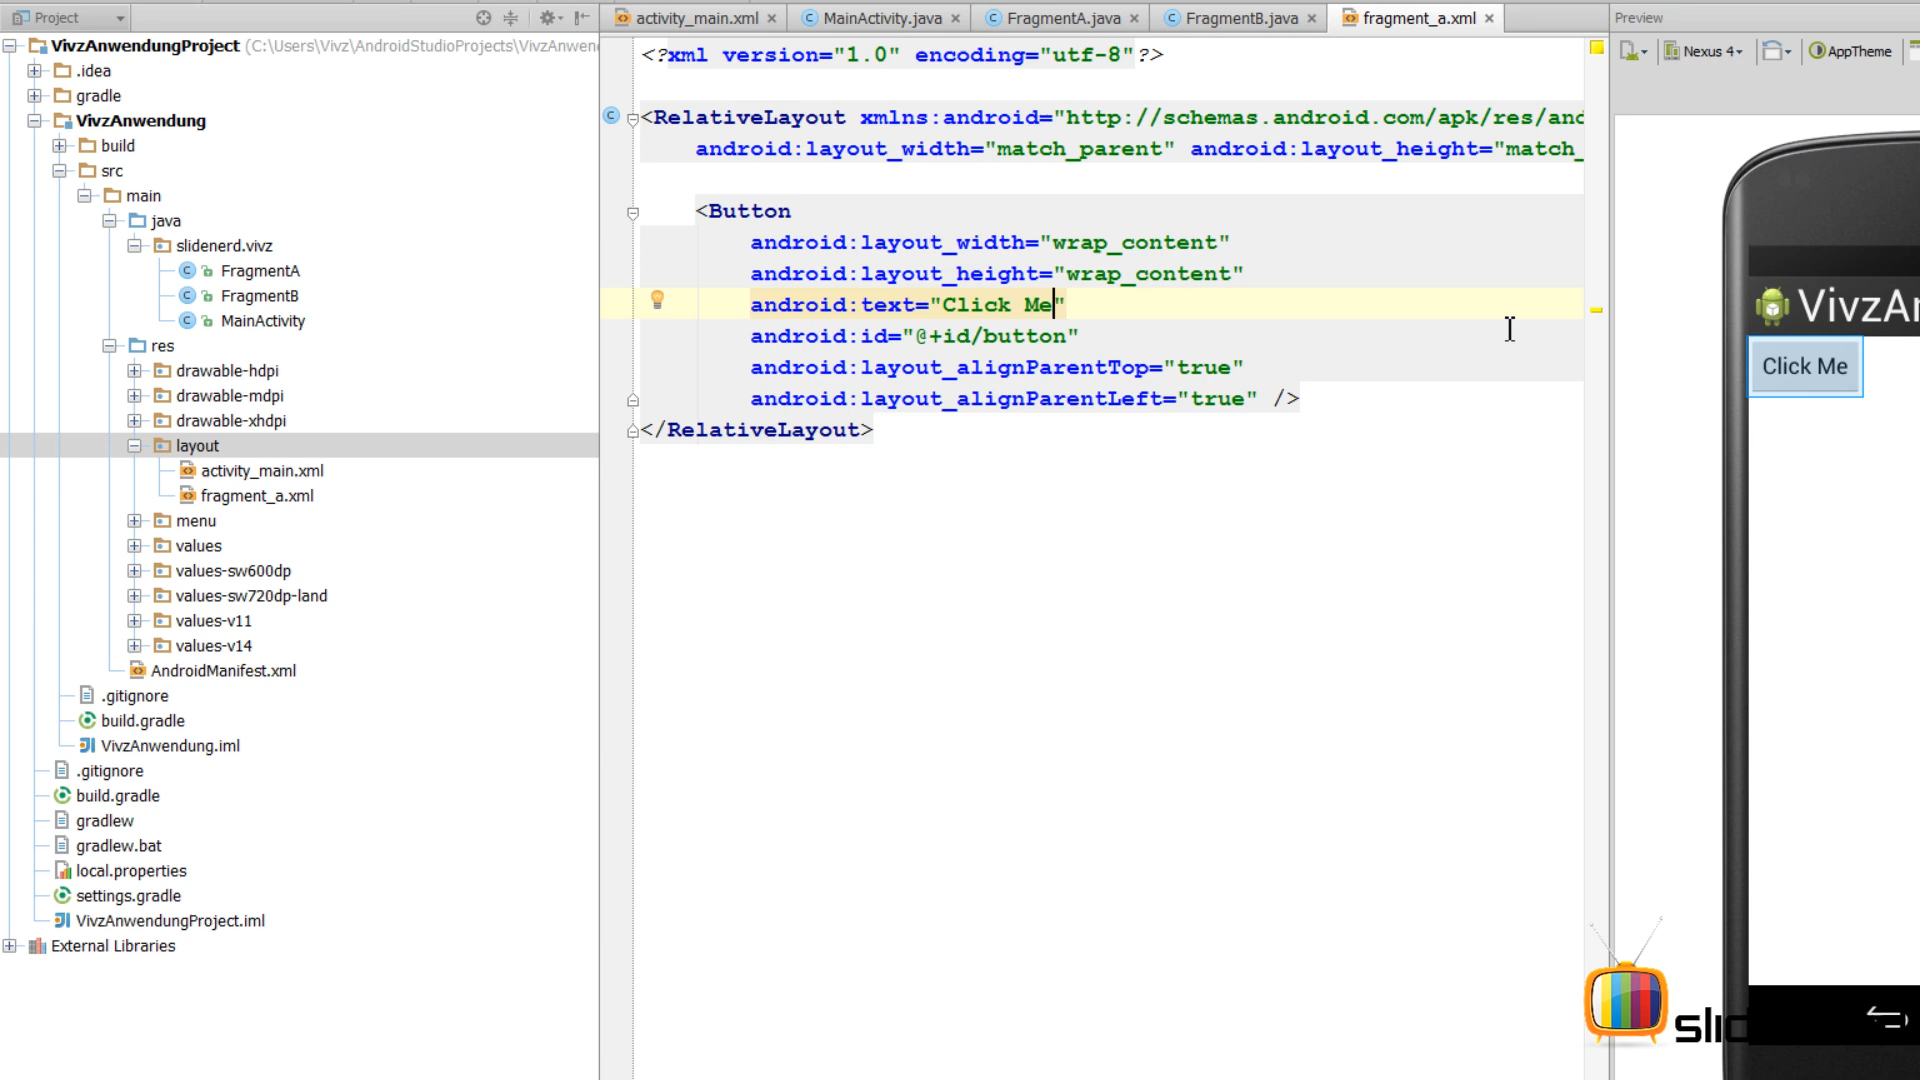 Project
activity_main.xml
MainActivity.java
FragmentA.java
FragmentB.java
fragment_a.xml
Preview
VivzAnwendungProject (C:\Users\Vivz\AndroidStudioProjects\VivzAnwen
.idea
gradle
VivzAnwendung
build
src
main
java
slidenerd.vivz
FragmentA
FragmentB
MainActivity
res
drawable-hdpi
drawable-mdpi
drawable-xhdpi
layout
activity_main.xml
fragment_a.xml
menu
values
values-sw600dp
values-sw720dp-land
values-v11
values-v14
AndroidManifest.xml
.gitignore
build.gradle
VivzAnwendung.iml
.gitignore
build.gradle
gradlew
gradlew.bat
local.properties
settings.gradle
VivzAnwendungProject.iml
External Libraries
<?xml version="1.0" encoding="utf-8"?>
<RelativeLayout xmlns:android="http://schemas.android.com/apk/res/and
android:layout_width="match_parent" android:layout_height="match_
<Button
android:layout_width="wrap_content"
android:layout_height="wrap_content"
android:text="Click Me"
android:id="@+id/button"
android:layout_alignParentTop="true"
android:layout_alignParentLeft="true" />
</RelativeLayout>
Nexus 4
AppTheme
VivzAn
Click Me
slid